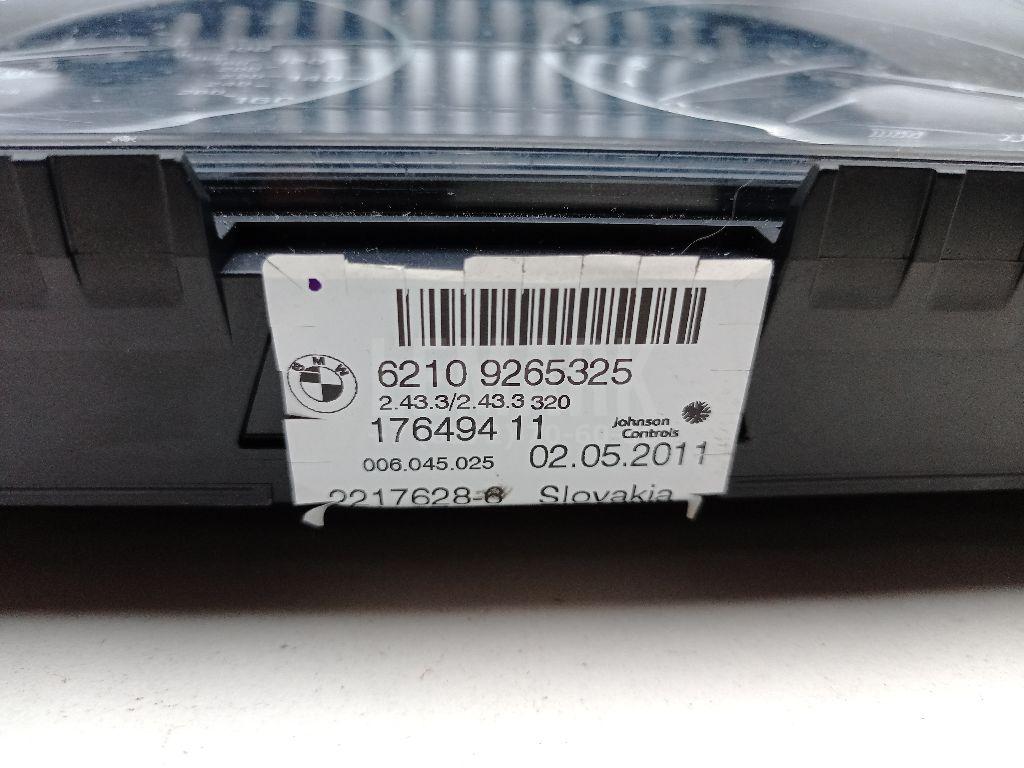 BMW
6210 9265325
2.43.3/2.43.3 320
176494 11
Johnson
Controls
006.045.025
02.05.2011
2217628-6 Slovakia